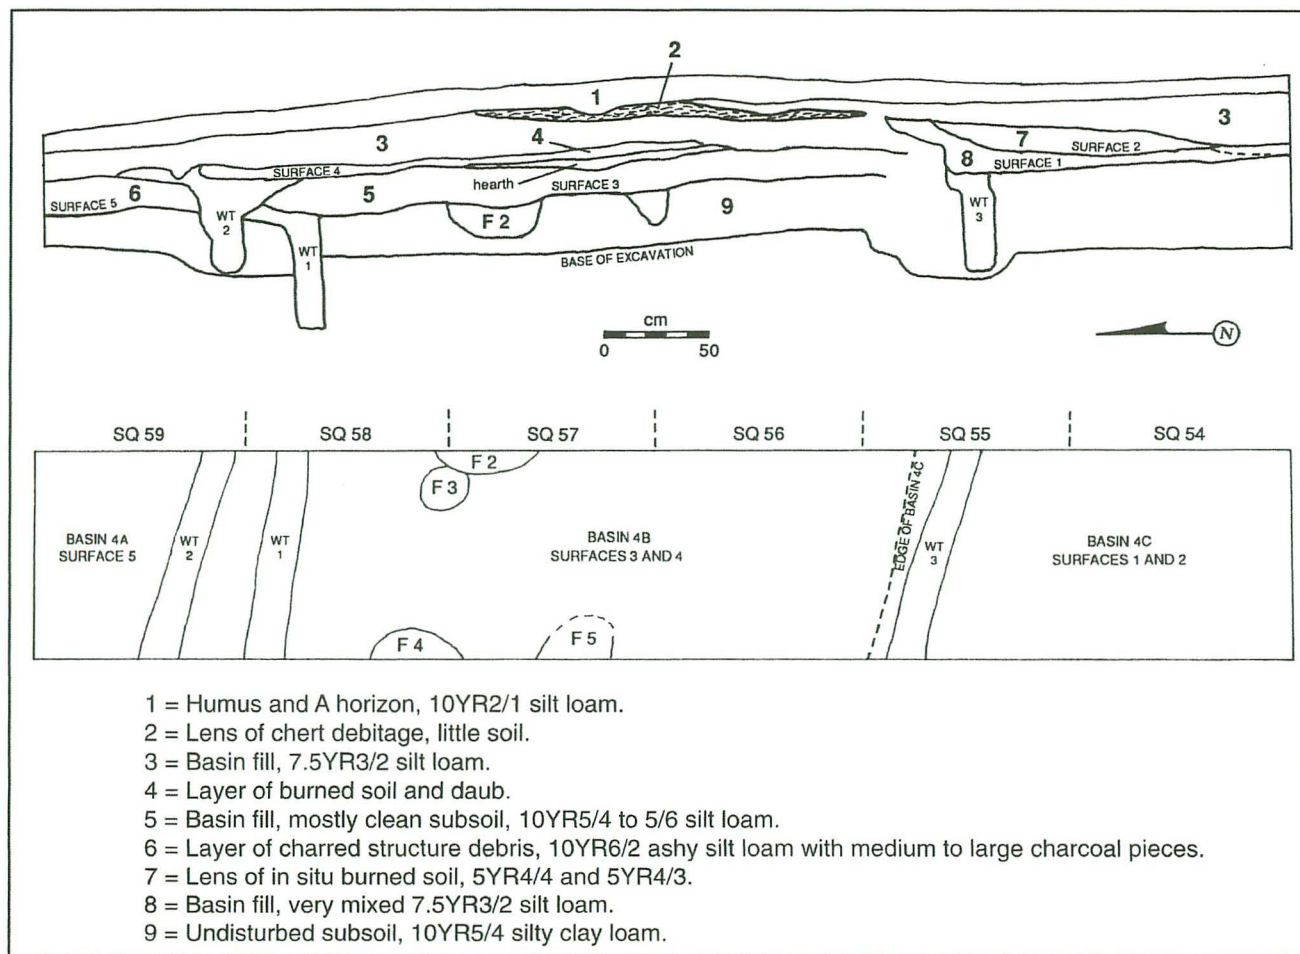 2
1
3
4
3
7
SURFACE 2
8
SURFACE 1
SURFACE 4
hearth
SURFACE 3
6
5
9
SURFACE 5
WT
2
F 2
WT
3
WT
1
BASE OF EXCAVATION
cm
0 50
N
SQ 59 SQ 58 SQ 57 SQ 56 SQ 55 SQ 54
F 2
F 3
EDGE OF BASIN 4C
BASIN 4A
SURFACE 5
WT
2
WT
1
BASIN 4B
SURFACES 3 AND 4
WT
3
BASIN 4C
SURFACES 1 AND 2
F 4
F 5
1 = Humus and A horizon, 10YR2/1 silt loam.
2 = Lens of chert debitage, little soil.
3 = Basin fill, 7.5YR3/2 silt loam.
4 = Layer of burned soil and daub.
5 = Basin fill, mostly clean subsoil, 10YR5/4 to 5/6 silt loam.
6 = Layer of charred structure debris, 10YR6/2 ashy silt loam with medium to large charcoal pieces.
7 = Lens of in situ burned soil, 5YR4/4 and 5YR4/3.
8 = Basin fill, very mixed 7.5YR3/2 silt loam.
9 = Undisturbed subsoil, 10YR5/4 silty clay loam.